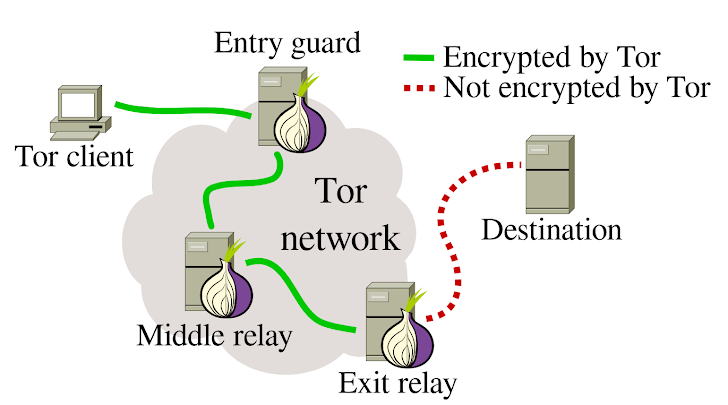 Entry guard
Encrypted by Tor
Not encrypted by Tor
Tor client
Tor
network
Destination
Middle relay
Exit relay